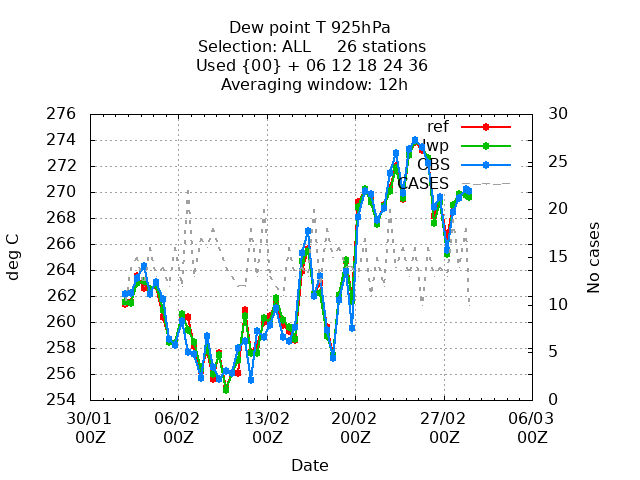 Dew point T 925hPa
Selection: ALL     26 stations
Used {00} + 06 12 18 24 36
Averaging window: 12h
276
274
272
270
268
266
264
262
260
258
256
254
30
25
20
15
10
5
0
ref
lwp
OBS
CASES
deg C
No cases
30/01 06/02 13/02 20/02 27/02 06/03
00Z 00Z 00Z 00Z 00Z 00Z
Date